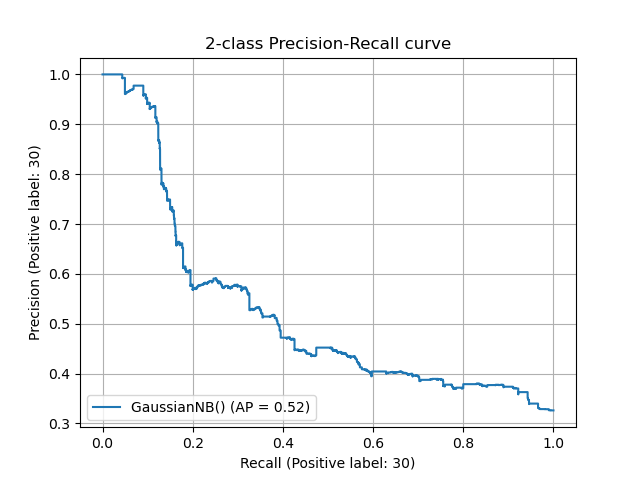 2-class Precision-Recall curve
1.0
0.9
0.8
0.7
0.6
0.5
0.4
0.3
Precision (Positive label: 30)
GaussianNB() (AP = 0.52)
0.0 0.2 0.4 0.6 0.8 1.0
Recall (Positive label: 30)